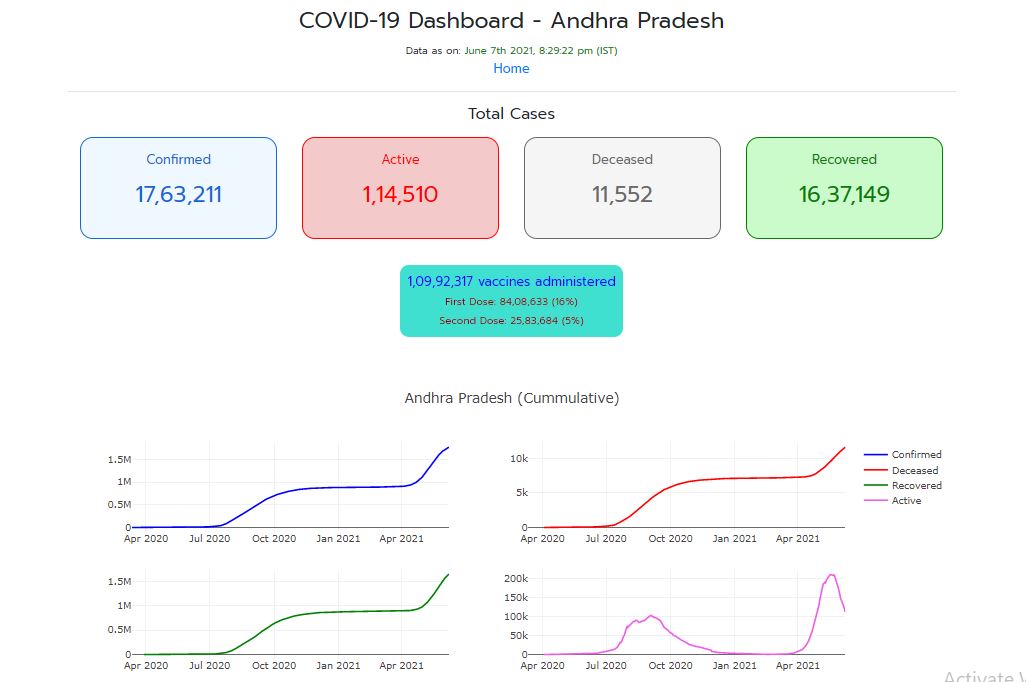 COVID-19 Dashboard - Andhra Pradesh
Data as on: June 7th 2021, 8:29:22 pm (IST)
Home
Total Cases
Confirmed
17,63,211
Active
1,14,510
Deceased
11,552
Recovered
16,37,149
1,09,92,317 vaccines administered
First Dose: 84,08,633 (16%)
Second Dose: 25,83,684 (5%)
Andhra Pradesh (Cummulative)
1.5M
1M
0.5M
0
Apr 2020 Jul 2020 Oct 2020 Jan 2021 Apr 2021
10k
5k
0
Apr 2020 Jul 2020 Oct 2020 Jan 2021 Apr 2021
Confirmed
Deceased
Recovered
Active
1.5M
1M
0.5M
0
Apr 2020 Jul 2020 Oct 2020 Jan 2021 Apr 2021
200k
150k
100k
50k
0
Apr 2020 Jul 2020 Oct 2020 Jan 2021 Apr 2021
Activate